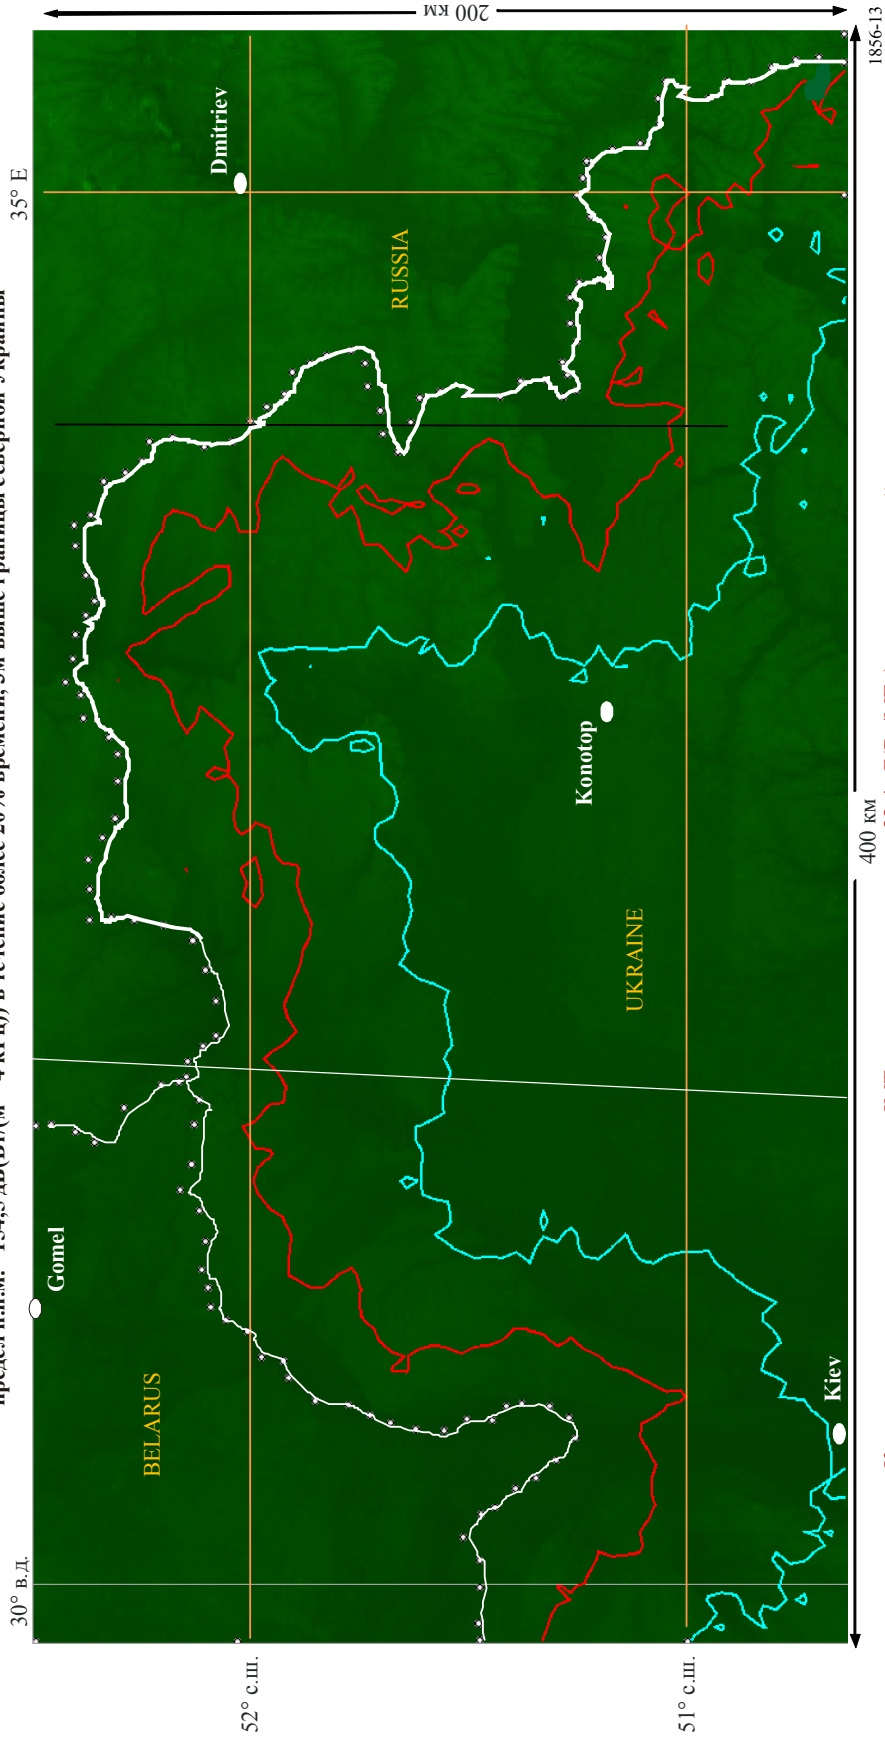 30° в.д.
35° E
Gomel
Dmitriev
BELARUS
RUSSIA
52° с.ш.
UKRAINE
Konotop
51° с.ш.
Kiev
200 км
400 км
1856-13